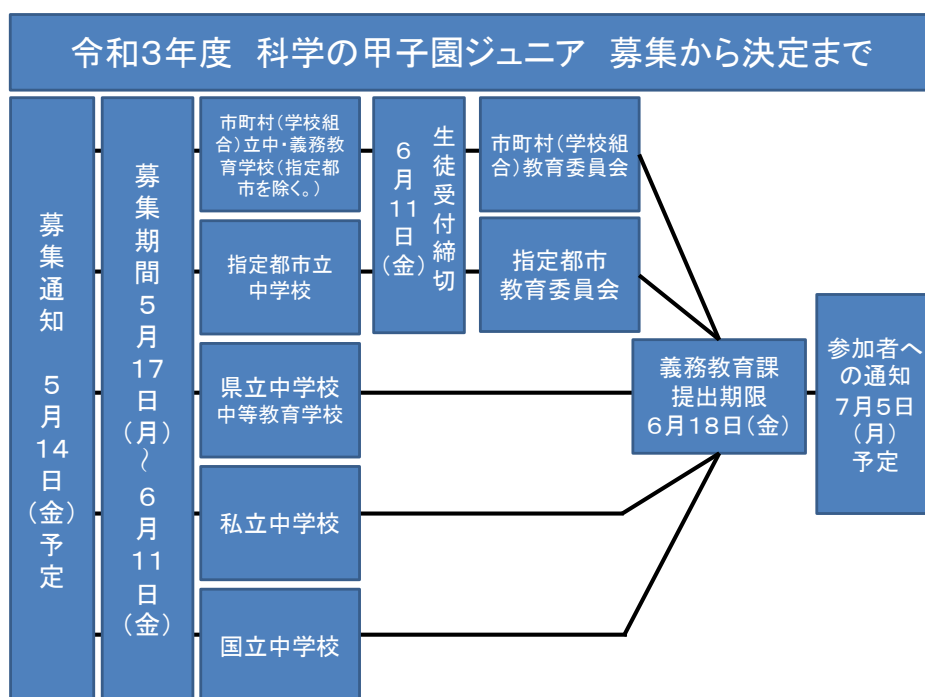 令和3年度　科学の甲子園ジュニア　募集から決定まで
募集通知　5月14日(金)予定
募集期間5月17日(月)～6月11日(金)
市町村(学校組
合)立中・義務教
育学校(指定都
市を除く。)
指定都市立
中学校
県立中学校
中等教育学校
私立中学校
国立中学校
生徒受付締切
6月11日(金)
市町村(学校組
合)教育委員会
指定都市
教育委員会
義務教育課
提出期限
6月18日(金)
参加者へ
の通知
7月5日
(月)
予定